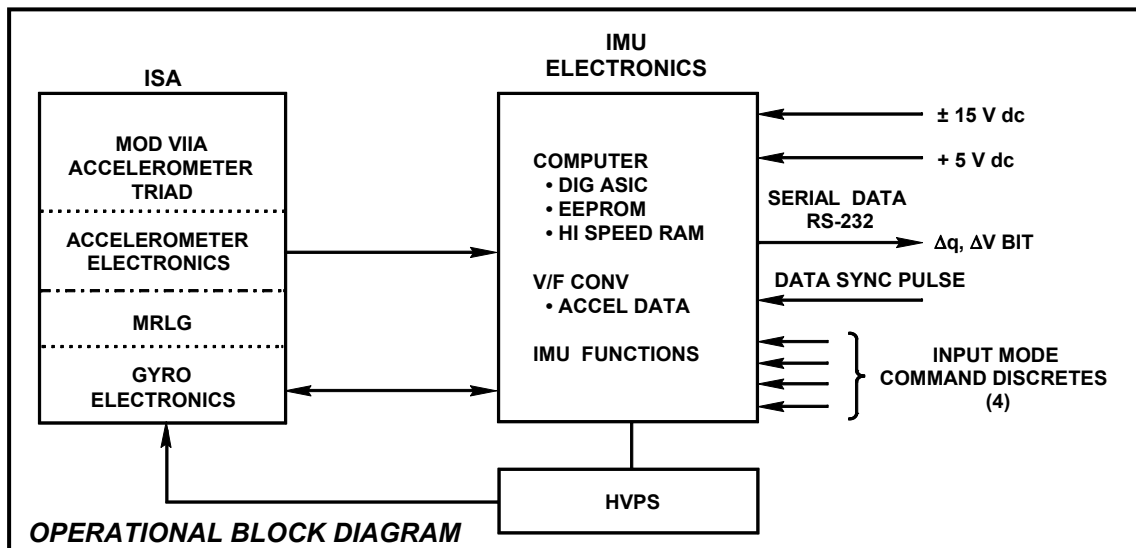 ISA
MOD VIIA
ACCELEROMETER
TRIAD
ACCELEROMETER
ELECTRONICS
MRLG
GYRO
ELECTRONICS
IMU
ELECTRONICS
COMPUTER
• DIG ASIC
• EEPROM
• HI SPEED RAM
V/F CONV
• ACCEL DATA
IMU FUNCTIONS
± 15 V dc
+ 5 V dc
SERIAL DATA
RS-232
Δq, ΔV BIT
DATA SYNC PULSE
INPUT MODE
COMMAND DISCRETES
(4)
HVPS
OPERATIONAL BLOCK DIAGRAM